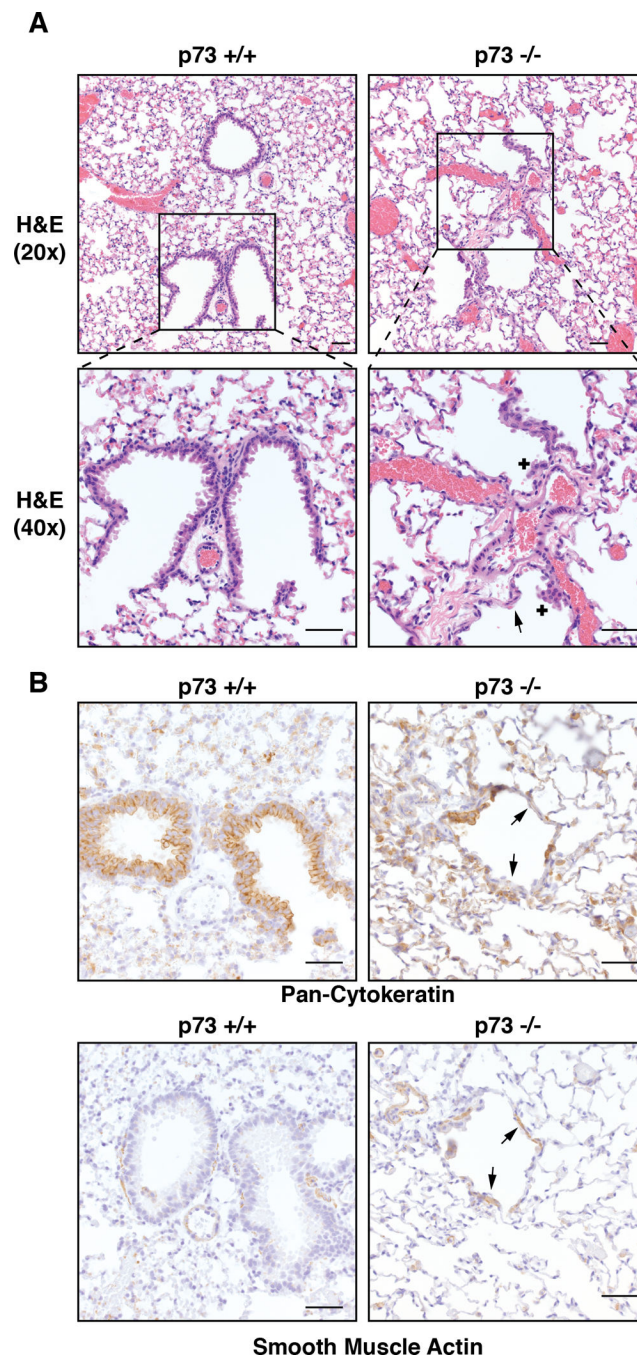 A
p73 +/+
p73 -/-
H&E
(20x)
H&E
(40x)
B
p73 +/+
p73 -/-
Pan-Cytokeratin
p73 +/+
p73 -/-
Smooth Muscle Actin